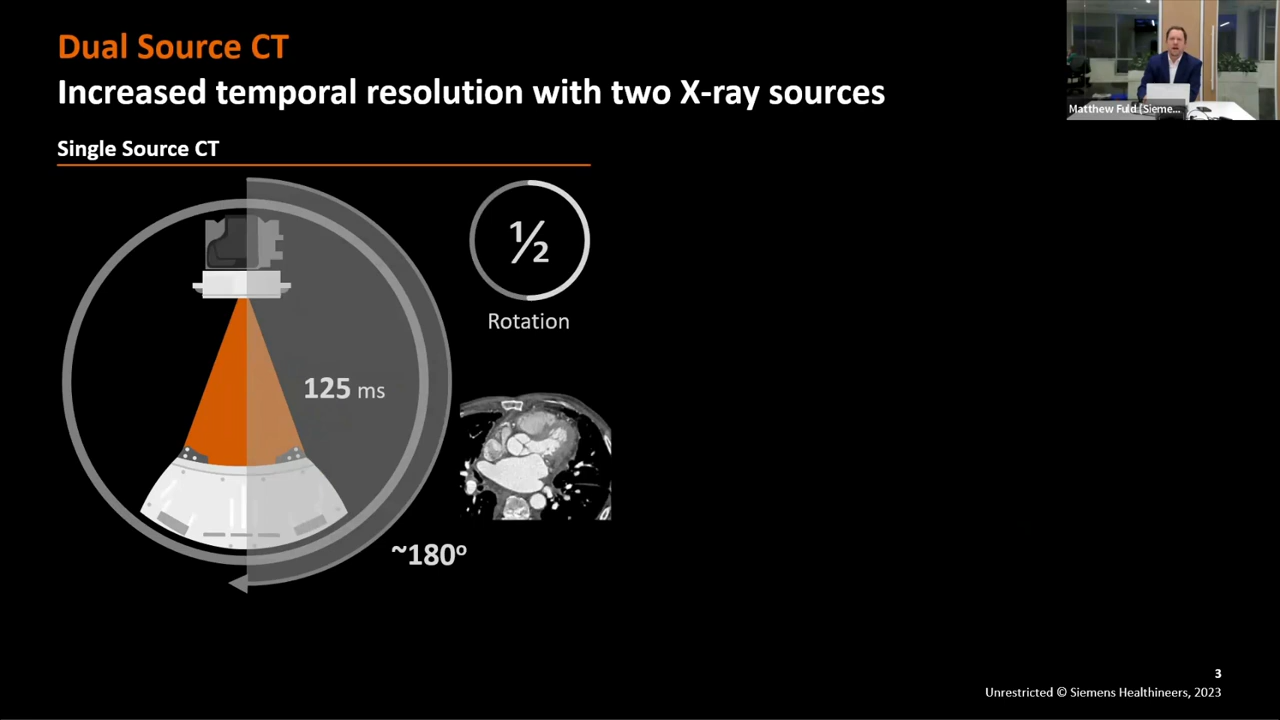 Dual Source CT
Increased temporal resolution with two X-ray sources
Single Source CT
½
Rotation
125 ms
~180º
Matthew Fuld (Sieme...
3
Unrestricted © Siemens Healthineers, 2023